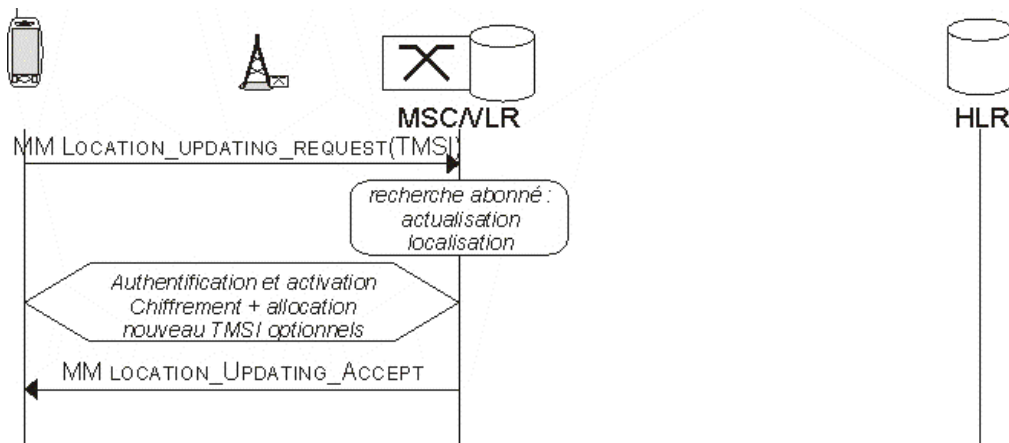 MSC/VLR
HLR
MM LOCATION_UPDATING_REQUEST(TMSI)
recherche abonné :
actualisation
localisation
Authentification et activation
Chiffrement + allocation
nouveau TMSI optionnels
MM LOCATION_UPDATING_ACCEPT